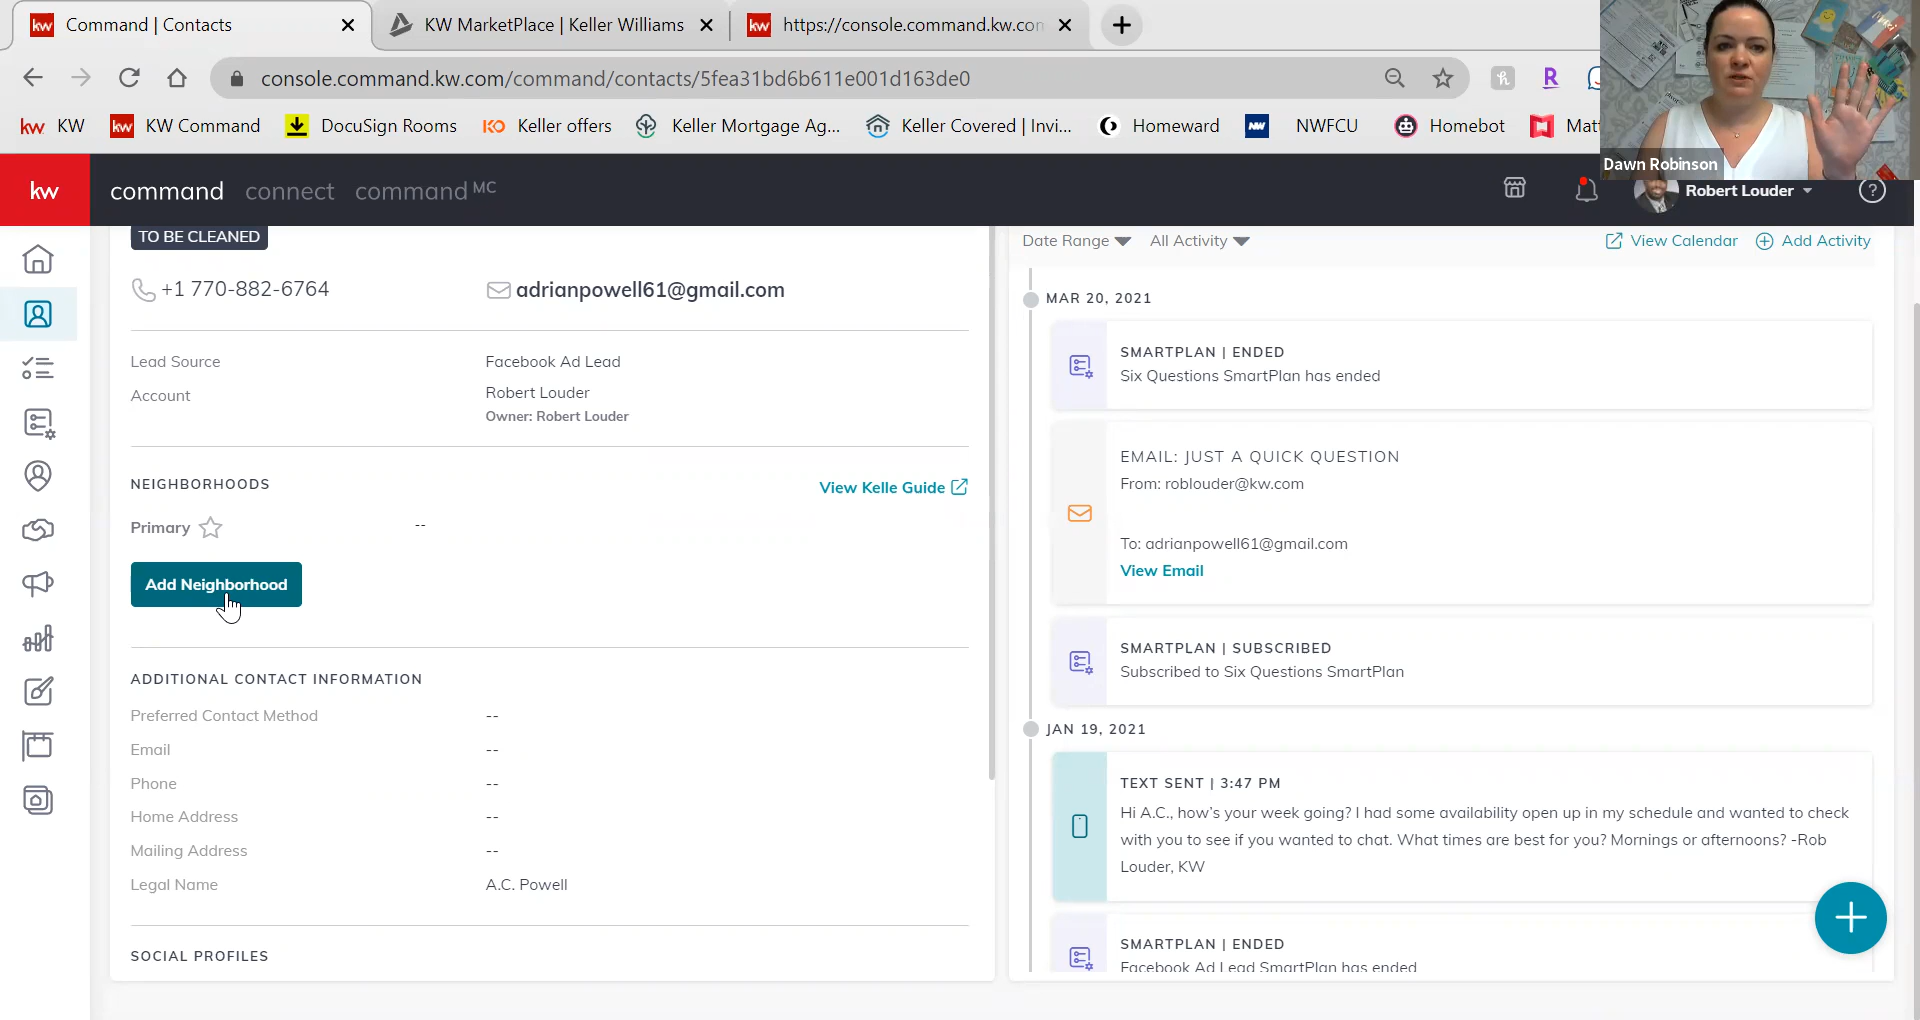 kw Command | Contacts
KW MarketPlace | Keller Williams
kw https://console.command.kw.con
console.command.kw.com/command/contacts/5fea31bd6b611e001d163de0
h R
kw KW
kw KW Command
DocuSign Rooms
KO Keller offers
Keller Mortgage Ag...
Keller Covered | Invi...
Homeward
NW NWFCU
Homebot
Matt
Dawn Robinson
kw command connect command MC
Robert Louder
?
TO BE CLEANED
+1 770-882-6764
adrianpowell61@gmail.com
Lead Source Facebook Ad Lead
Account Robert Louder
Owner: Robert Louder
NEIGHBORHOODS
View Kelle Guide
Primary --
Add Neighborhood
ADDITIONAL CONTACT INFORMATION
Preferred Contact Method --
Email --
Phone --
Home Address --
Mailing Address --
Legal Name A.C. Powell
SOCIAL PROFILES
Date Range All Activity View Calendar Add Activity
MAR 20, 2021
SMARTPLAN | ENDED
Six Questions SmartPlan has ended
EMAIL: JUST A QUICK QUESTION
From: roblouder@kw.com
To: adrianpowell61@gmail.com
View Email
SMARTPLAN | SUBSCRIBED
Subscribed to Six Questions SmartPlan
JAN 19, 2021
TEXT SENT | 3:47 PM
Hi A.C., how's your week going? I had some availability open up in my schedule and wanted to check
with you to see if you wanted to chat. What times are best for you? Mornings or afternoons? -Rob
Louder, KW
SMARTPLAN | ENDED
Facebook Ad Lead SmartPlan has ended